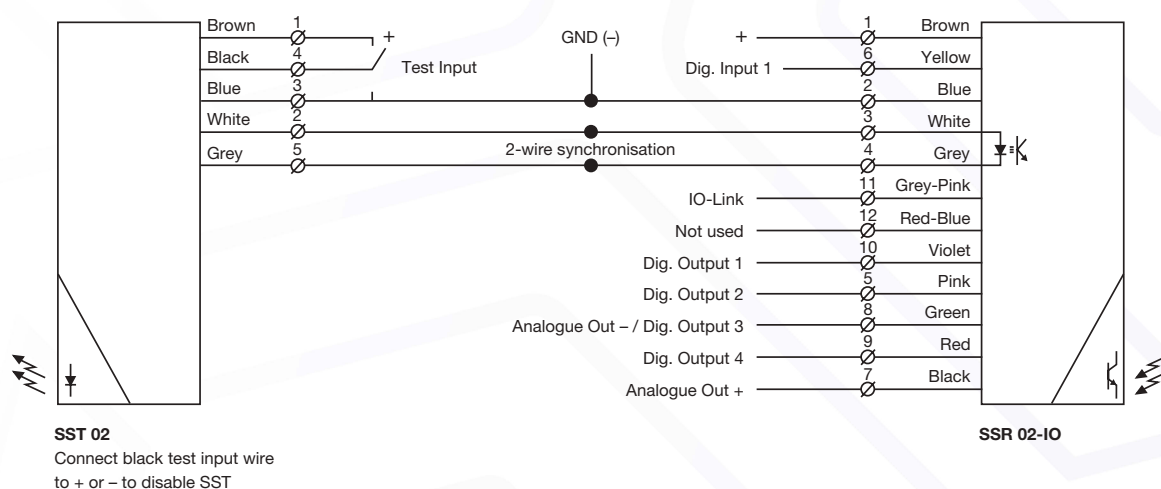 Brown 1 +
Black 4 Test Input
Blue 3
White 2
Grey 5
GND (–)
2-wire synchronisation
+ 1 Brown
Dig. Input 1 6 Yellow
2 Blue
3 White
4 Grey
IO-Link 11 Grey-Pink
Not used 12 Red-Blue
Dig. Output 1 10 Violet
Dig. Output 2 5 Pink
Analogue Out – / Dig. Output 3 8 Green
Dig. Output 4 9 Red
Analogue Out + 7 Black
SST 02
Connect black test input wire
to + or – to disable SST
SSR 02-IO